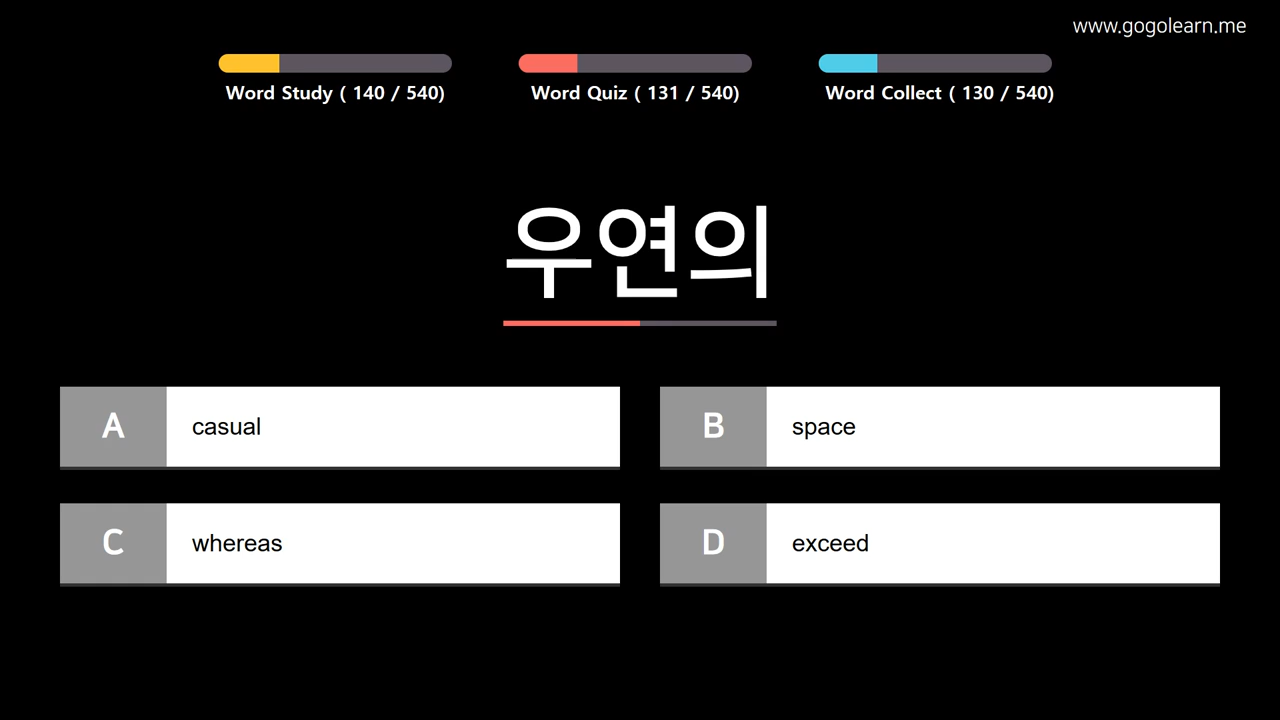 www.gogolearn.me
Word Study ( 140 / 540)
Word Quiz ( 131 / 540)
Word Collect ( 130 / 540)
우연의
A casual
B space
C whereas
D exceed